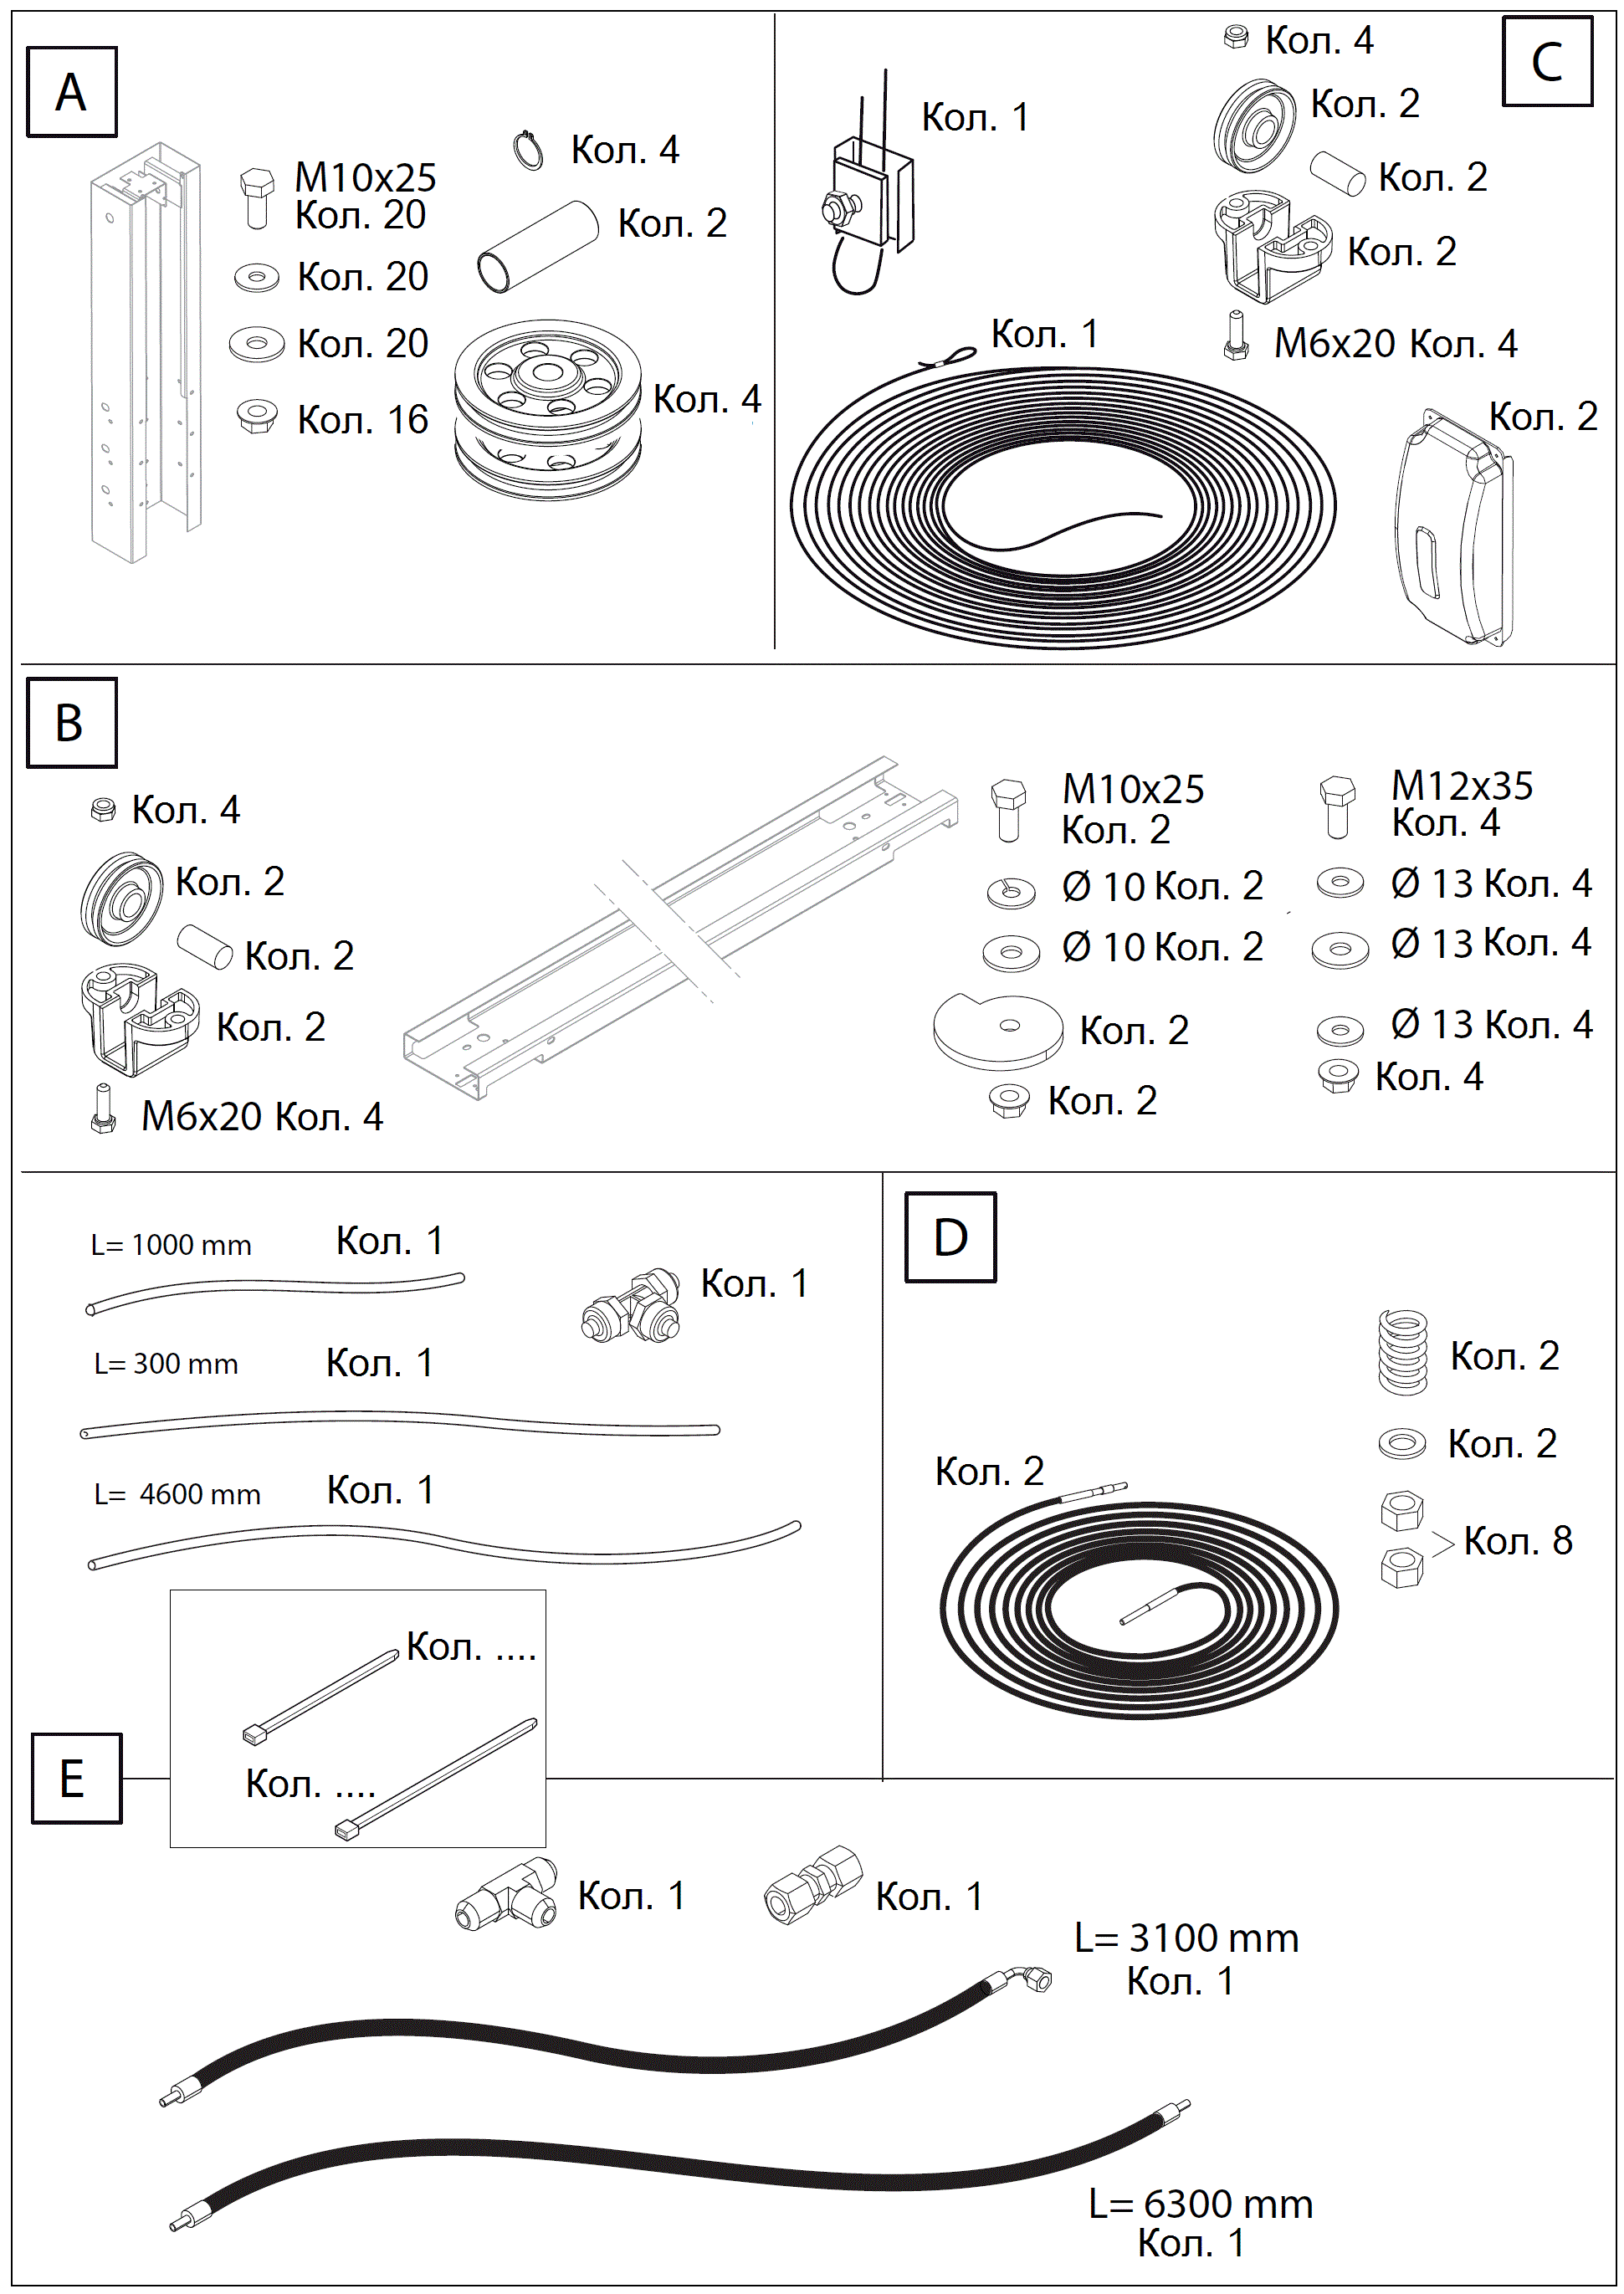 A
M10x25
Кол. 20
Кол. 20
Кол. 20
Кол. 16
Кол. 4
Кол. 2
Кол. 4
C
Кол. 1
Кол. 4
Кол. 2
Кол. 2
Кол. 2
M6x20 Кол. 4
Кол. 1
Кол. 2
B
Кол. 4
Кол. 2
Кол. 2
Кол. 2
M6x20 Кол. 4
M10x25
Кол. 2
Ø 10 Кол. 2
Ø 10 Кол. 2
Кол. 2
Кол. 2
M12x35
Кол. 4
Ø 13 Кол. 4
Ø 13 Кол. 4
Ø 13 Кол. 4
Кол. 4
L= 1000 mm Кол. 1
Кол. 1
L= 300 mm Кол. 1
L= 4600 mm Кол. 1
Кол. ....
Кол. ....
D
Кол. 2
Кол. 2
Кол. 2
Кол. 8
E
Кол. 1
Кол. 1
L= 3100 mm
Кол. 1
L= 6300 mm
Кол. 1